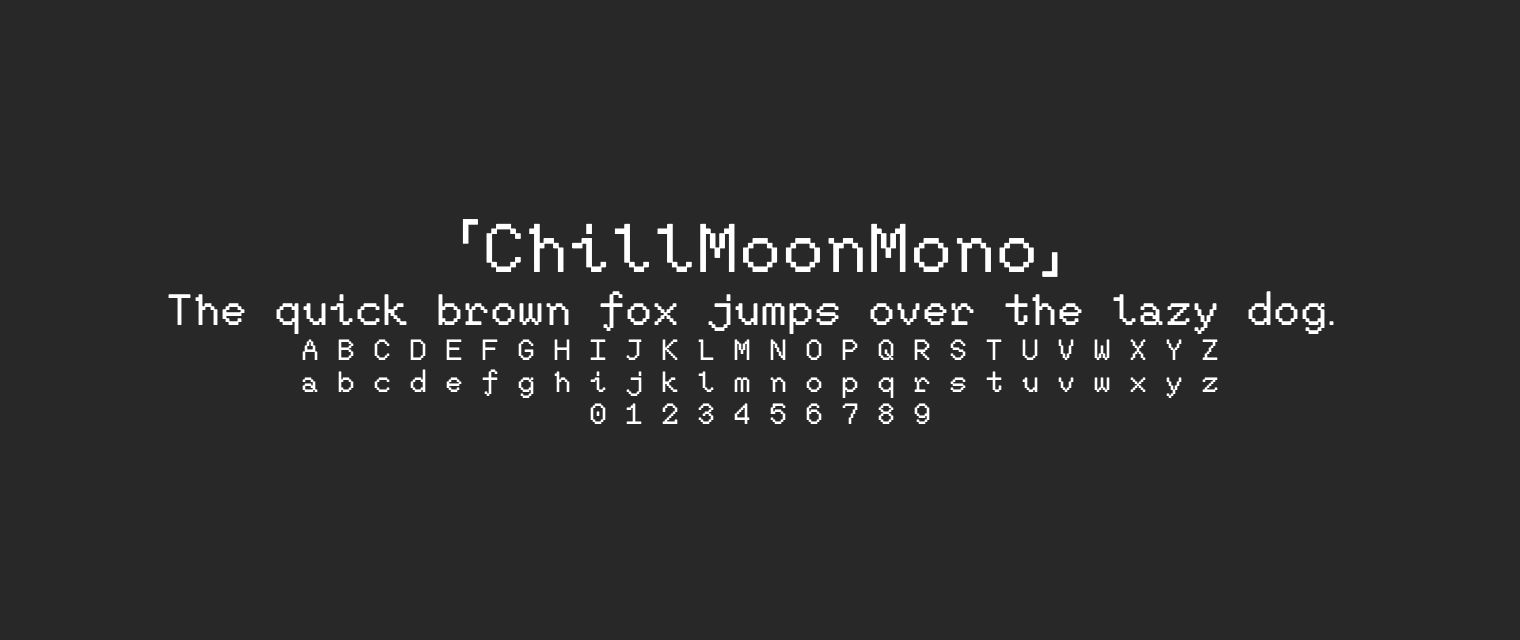 「ChillMoonMono」
The quick brown fox jumps over the lazy dog.
A B C D E F G H I J K L M N O P Q R S T U V W X Y Z
a b c d e f g h i j k l m n o p q r s t u v w x y z
0 1 2 3 4 5 6 7 8 9